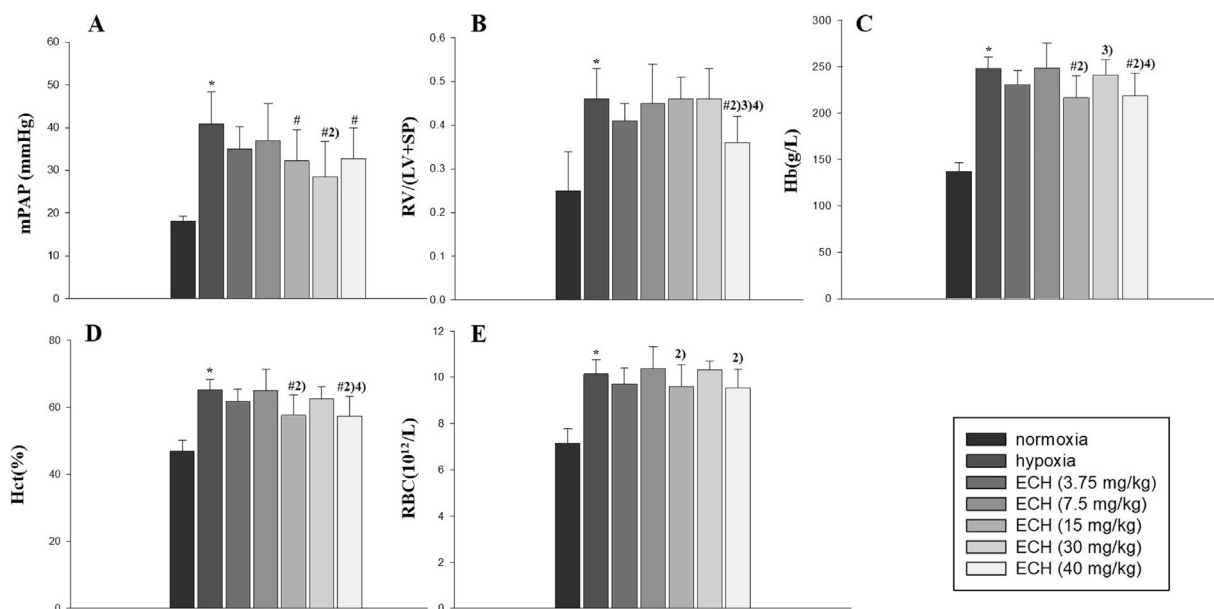 A
mPAP (mmHg)
60
50
40
30
20
10
0
*
#
#2)
#
B
RV/(LV+SP)
0.6
0.5
0.4
0.3
0.2
0.1
0.0
*
#2)3)4)
C
Hb(g/L)
300
250
200
150
100
50
0
*
#2)
3)
#2)4)
D
Hct(%)
80
60
40
20
0
*
#2)
#2)4)
E
RBC(10¹²/L)
12
10
8
6
4
2
0
*
2)
2)
normoxia
hypoxia
ECH (3.75 mg/kg)
ECH (7.5 mg/kg)
ECH (15 mg/kg)
ECH (30 mg/kg)
ECH (40 mg/kg)